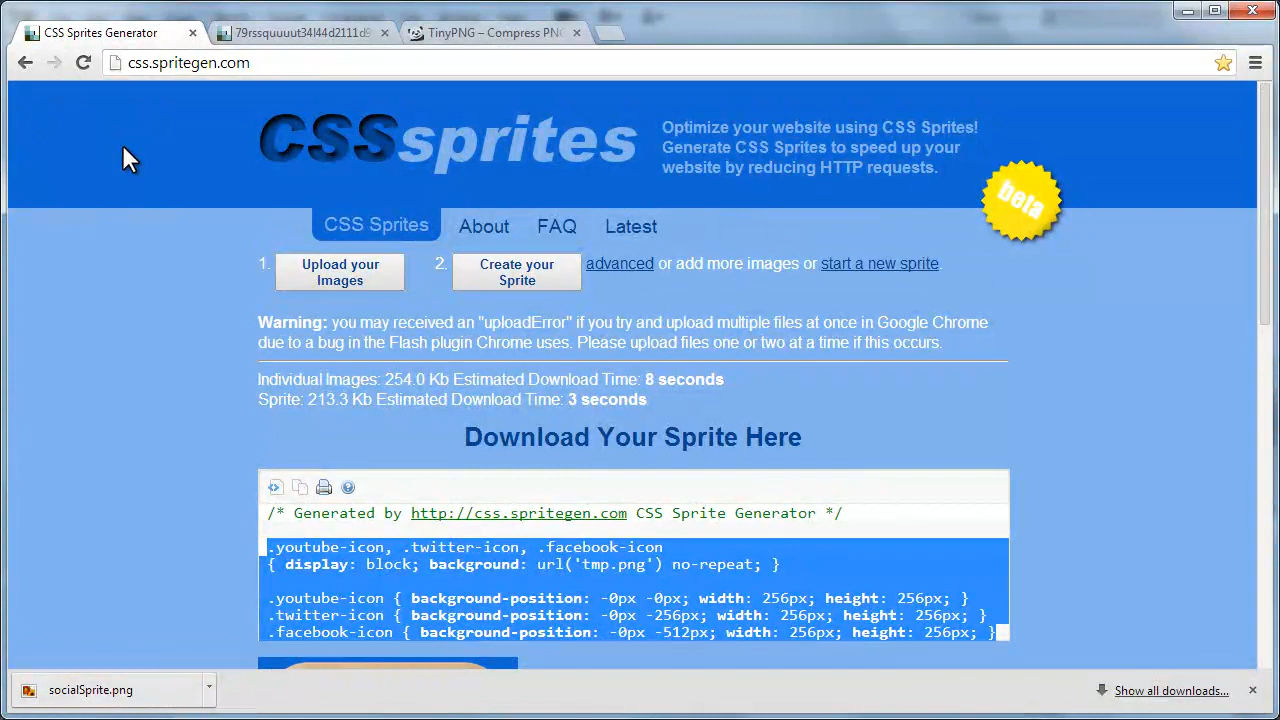 CSS Sprites Generator
79rssquuuut34l44d2111d9
TinyPNG – Compress PNG
css.spritegen.com
CSSsprites
Optimize your website using CSS Sprites!
Generate CSS Sprites to speed up your
website by reducing HTTP requests.
beta
CSS Sprites
About
FAQ
Latest
1. Upload your Images
2. Create your Sprite
advanced or add more images or start a new sprite.
Warning: you may received an "uploadError" if you try and upload multiple files at once in Google Chrome
due to a bug in the Flash plugin Chrome uses. Please upload files one or two at a time if this occurs.
Individual Images: 254.0 Kb Estimated Download Time: 8 seconds
Sprite: 213.3 Kb Estimated Download Time: 3 seconds
Download Your Sprite Here
/* Generated by http://css.spritegen.com CSS Sprite Generator */
.youtube-icon, .twitter-icon, .facebook-icon
{ display: block; background: url('tmp.png') no-repeat; }
.youtube-icon { background-position: -0px -0px; width: 256px; height: 256px; }
.twitter-icon { background-position: -0px -256px; width: 256px; height: 256px; }
.facebook-icon { background-position: -0px -512px; width: 256px; height: 256px; }
socialSprite.png
Show all downloads...